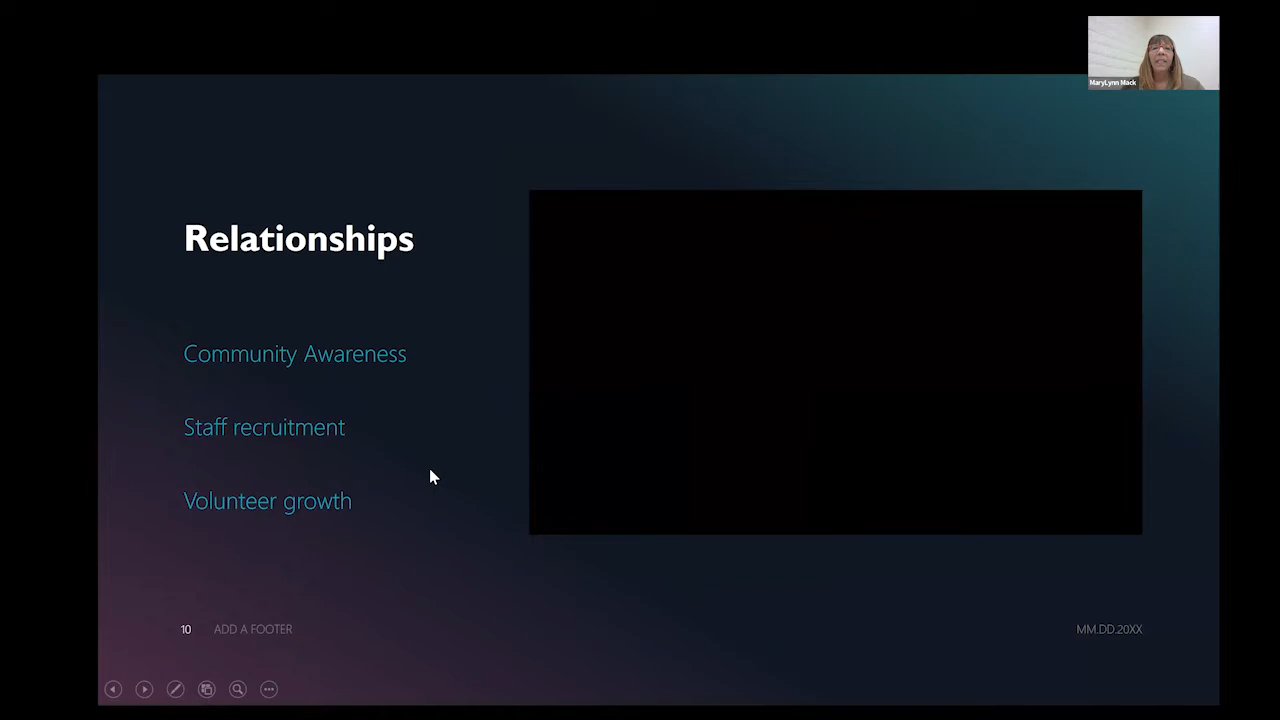 MaryLynn Mack
Relationships
Community Awareness
Staff recruitment
Volunteer growth
10 ADD A FOOTER
MM.DD.20XX